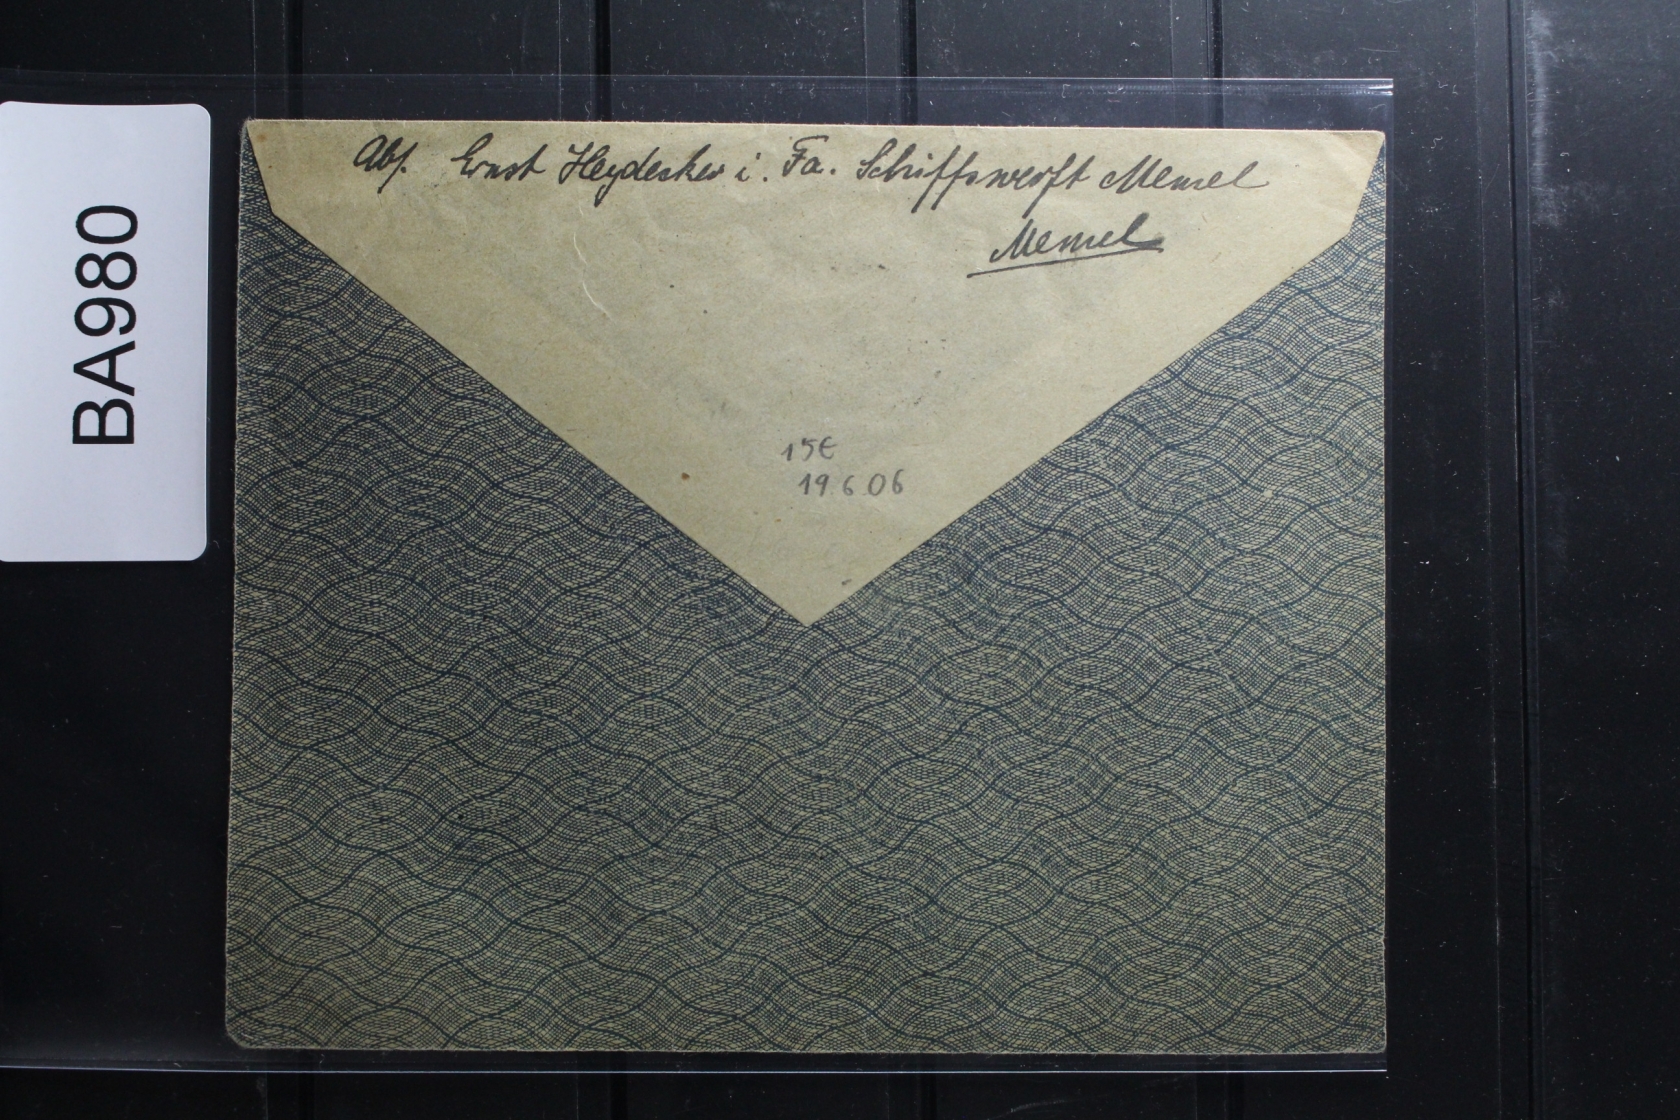 BA980
Abs. Ernst Heydecker i. Fa. Schiffswerft Memel
Memel
15€
19.6.06